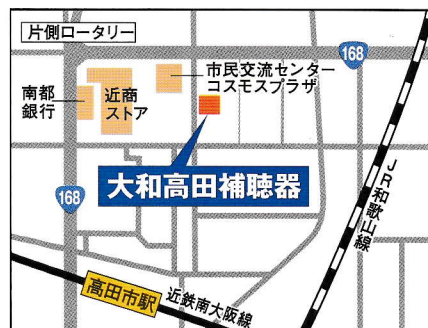 片側ロータリー
168
市民交流センター
コスモスプラザ
南都
銀行
近商
ストア
大和高田補聴器
168
JR和歌山線
高田市駅
近鉄南大阪線